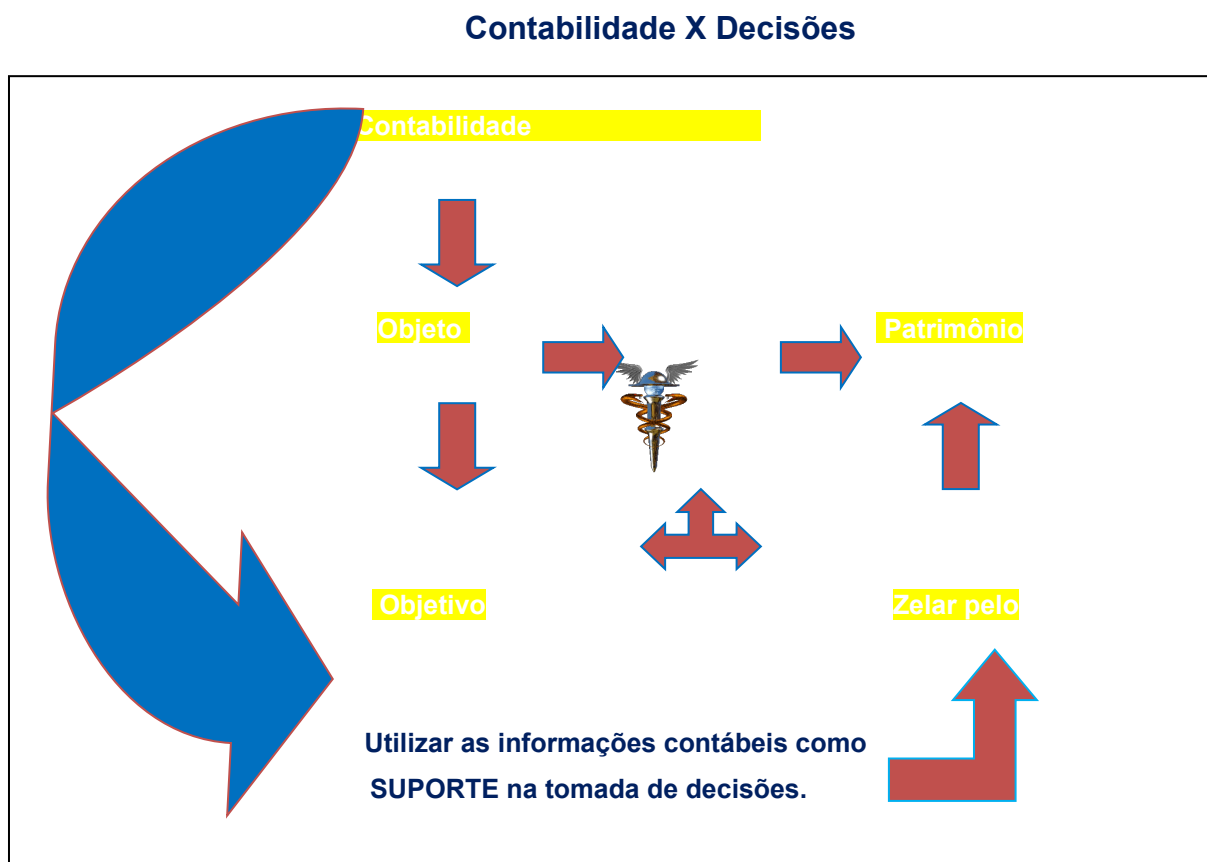 Contabilidade X Decisões
Contabilidade
Objeto
Patrimônio
Objetivo
Zelar pelo
Utilizar as informações contábeis como
SUPORTE na tomada de decisões.